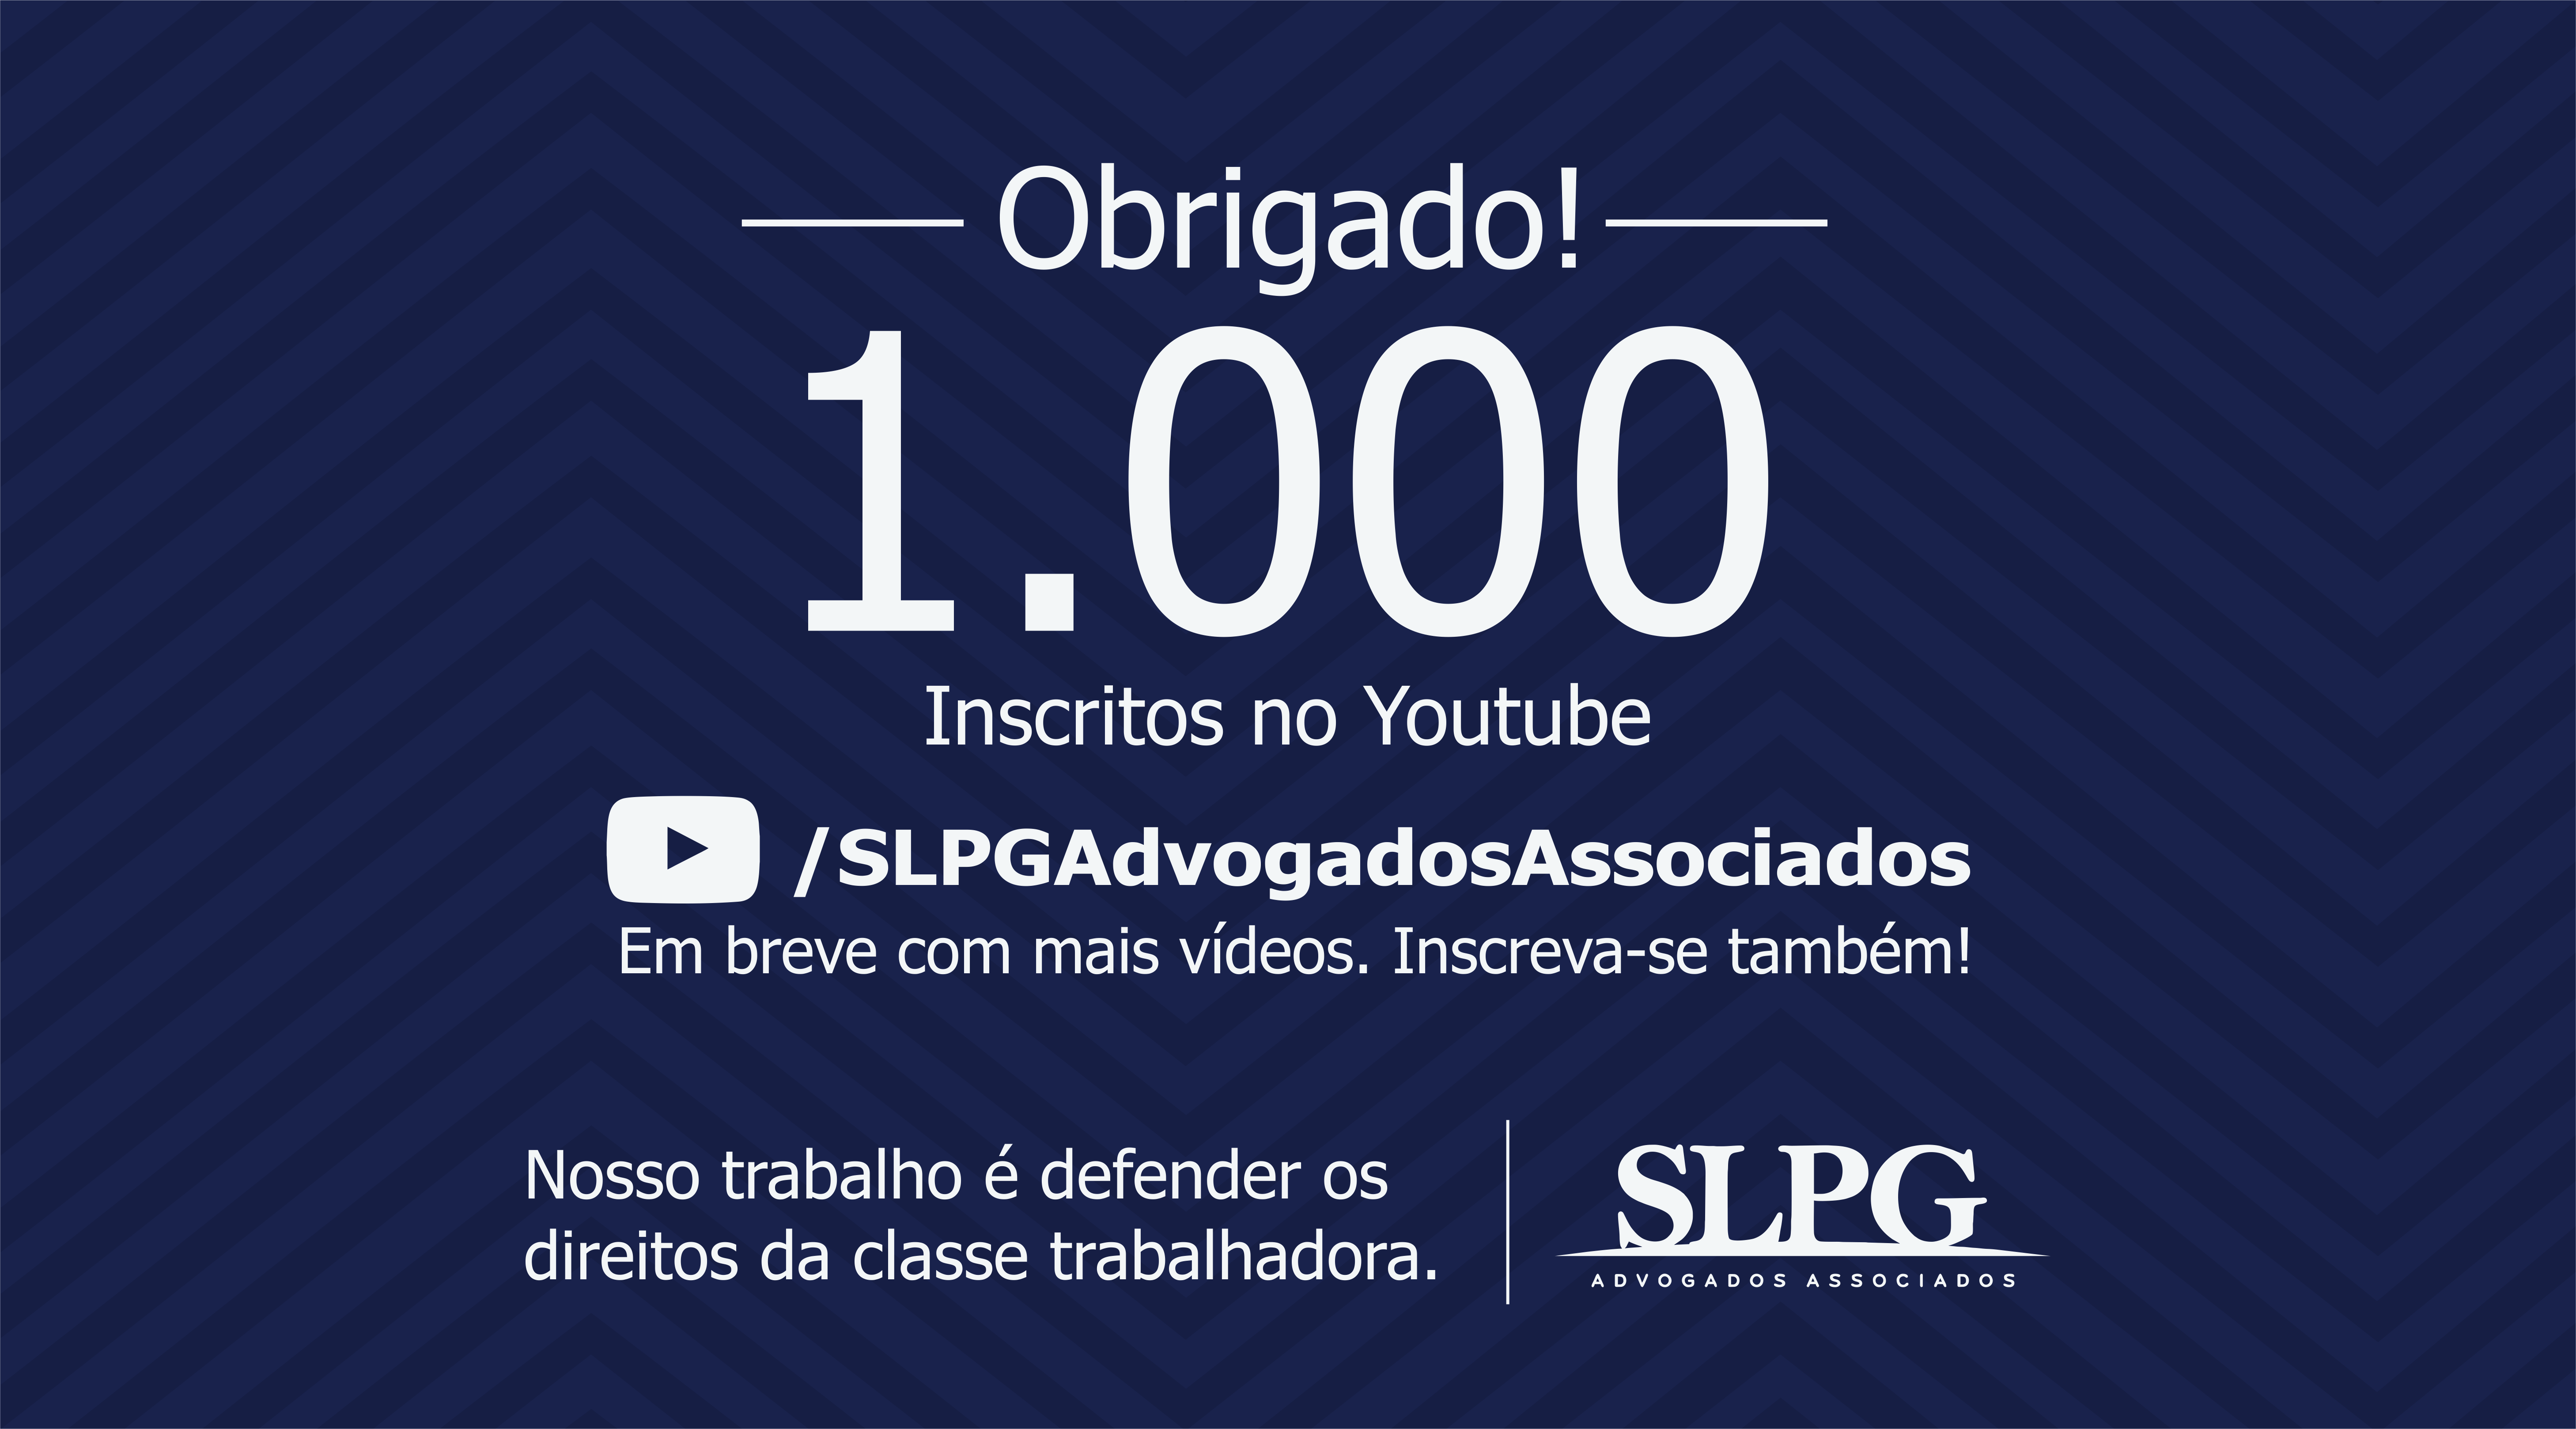 Obrigado!
1.000
Inscritos no Youtube
/SLPGAdvogadosAssociados
Em breve com mais vídeos. Inscreva-se também!
Nosso trabalho é defender os
direitos da classe trabalhadora.
SLPG
ADVOGADOS ASSOCIADOS